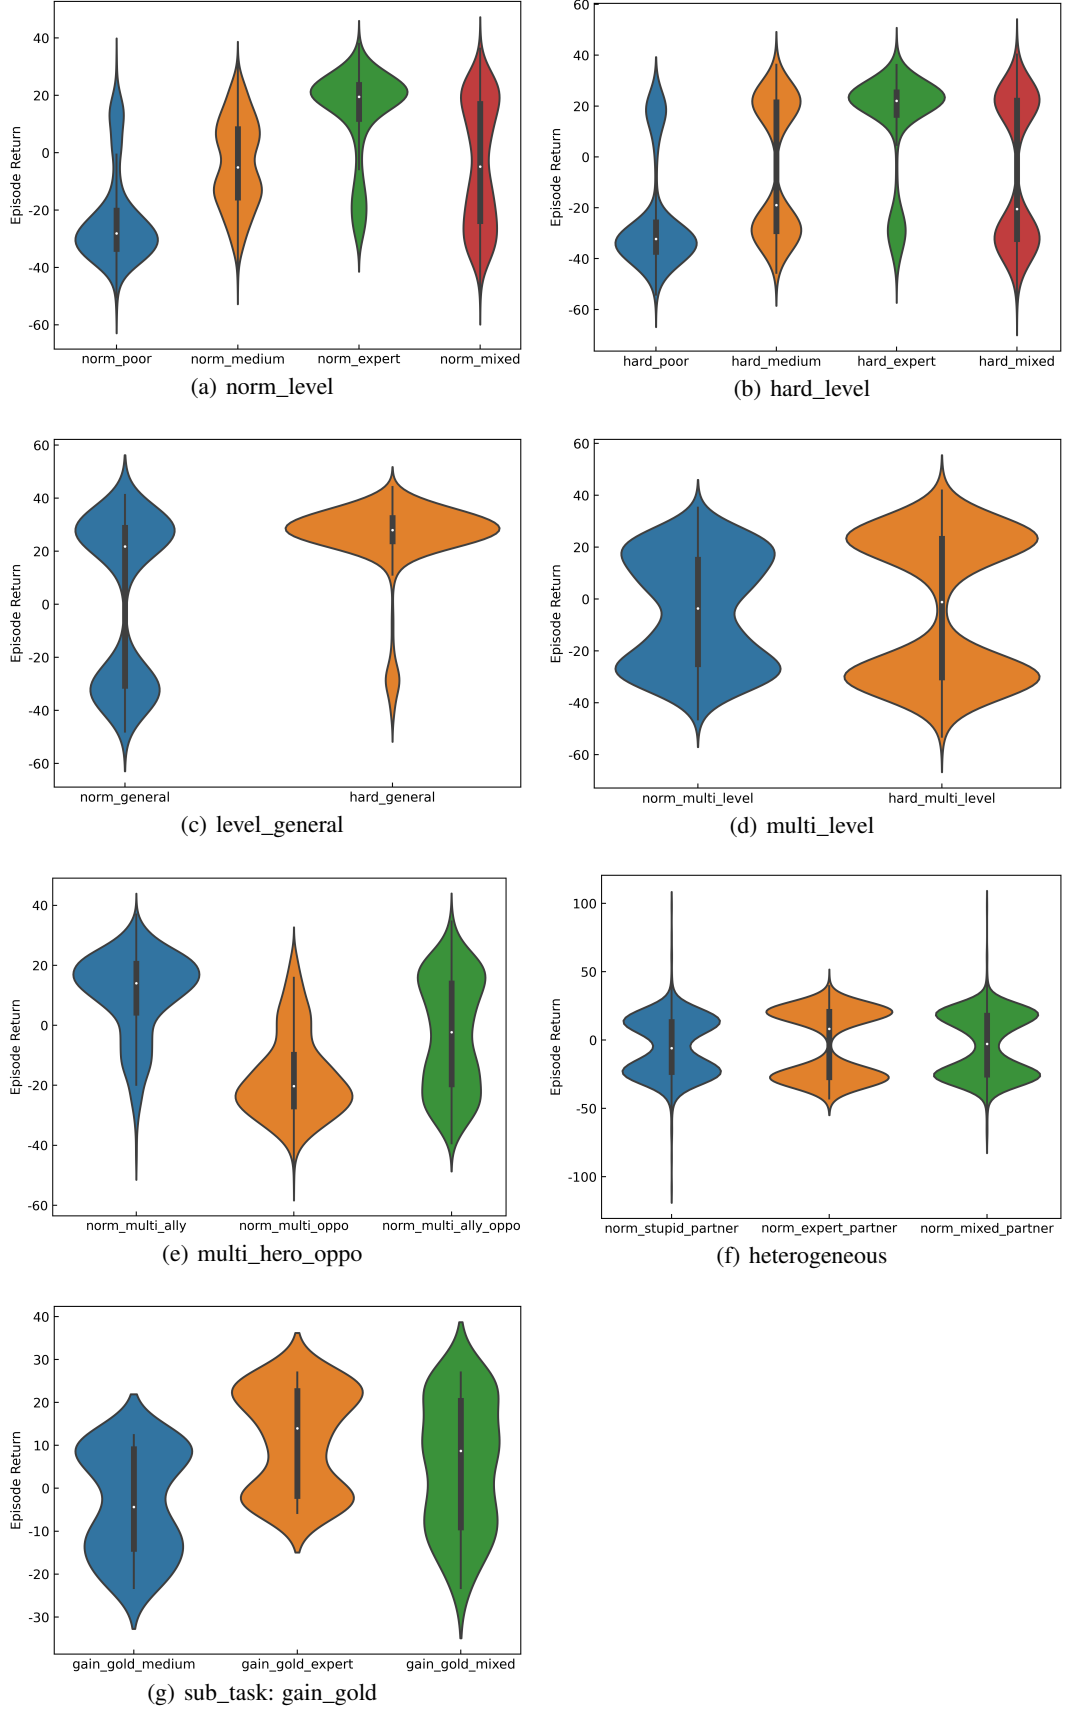 Episode Return
40
20
0
-20
-40
-60
norm_poor norm_medium norm_expert norm_mixed
(a) norm_level
Episode Return
60
40
20
0
-20
-40
-60
hard_poor hard_medium hard_expert hard_mixed
(b) hard_level
Episode Return
60
40
20
0
-20
-40
-60
norm_general hard_general
(c) level_general
Episode Return
60
40
20
0
-20
-40
-60
norm_multi_level hard_multi_level
(d) multi_level
Episode Return
40
20
0
-20
-40
-60
norm_multi_ally norm_multi_oppo norm_multi_ally_oppo
(e) multi_hero_oppo
Episode Return
100
50
0
-50
-100
norm_stupid_partner norm_expert_partner norm_mixed_partner
(f) heterogeneous
Episode Return
40
30
20
10
0
-10
-20
-30
gain_gold_medium gain_gold_expert gain_gold_mixed
(g) sub_task: gain_gold